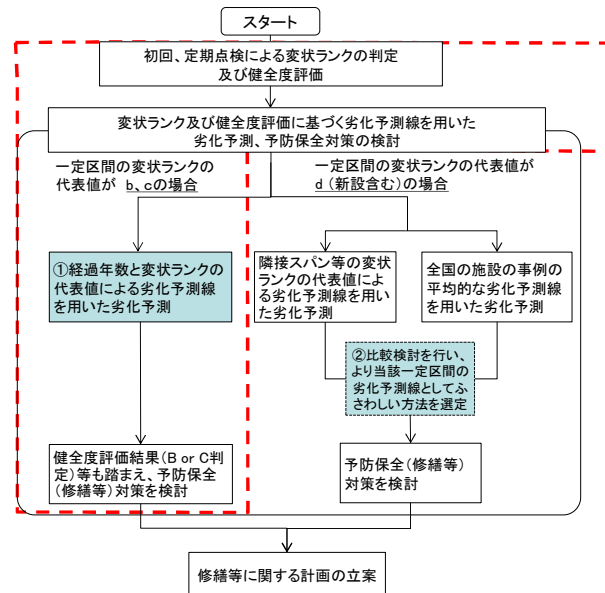 スタート
初回、定期点検による変状ランクの判定
及び健全度評価
変状ランク及び健全度評価に基づく劣化予測線を用いた
劣化予測、予防保全対策の検討
一定区間の変状ランクの
代表値が b、cの場合
一定区間の変状ランクの代表値が
d(新設含む)の場合
①経過年数と変状ランクの
代表値による劣化予測線
を用いた劣化予測
隣接スパン等の変状
ランクの代表値によ
る劣化予測線を用い
た劣化予測
全国の施設の事例の
平均的な劣化予測線
を用いた劣化予測
②比較検討を行い、
より当該一定区間の
劣化予測線としてふ
さわしい方法を選定
健全度評価結果(B or C判
定)等も踏まえ、予防保全
(修繕等)対策を検討
予防保全(修繕等)
対策を検討
修繕等に関する計画の立案